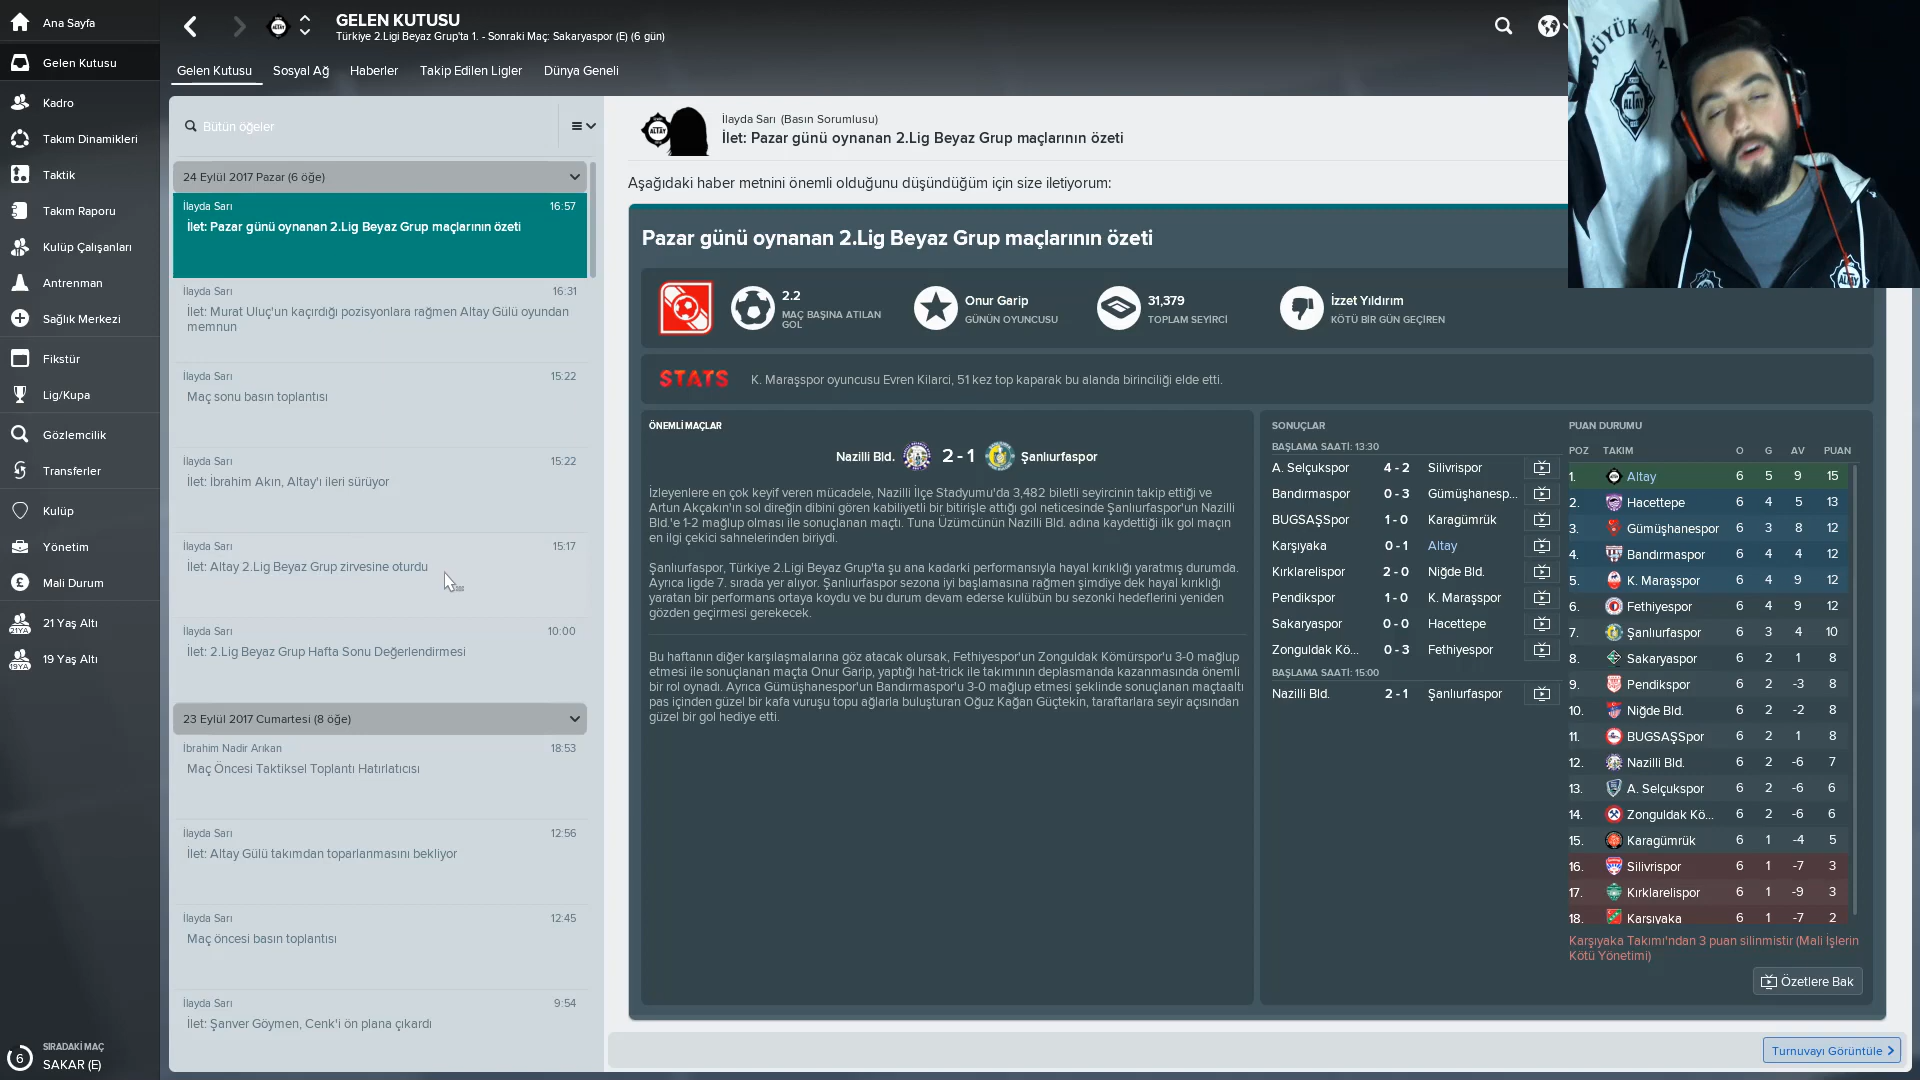 Ana Sayfa
Gelen Kutusu
Kadro
Takım Dinamikleri
Taktik
Takım Raporu
Kulüp Çalışanları
Antrenman
Sağlık Merkezi
Fikstür
Lig/Kupa
Gözlemcilik
Transferler
Kulüp
Yönetim
Mali Durum
21YA 21 Yaş Altı
19YA 19 Yaş Altı
6
SIRADAKİ MAÇ
SAKAR (E)
GELEN KUTUSU
Türkiye 2.Ligi Beyaz Grup'ta 1. - Sonraki Maç: Sakaryaspor (E) (6 gün)
Gelen Kutusu Sosyal Ağ Haberler Takip Edilen Ligler Dünya Geneli
Bütün öğeler
24 Eylül 2017 Pazar (6 öğe)
İlayda Sarı 16:57
İlet: Pazar günü oynanan 2.Lig Beyaz Grup maçlarının özeti
İlayda Sarı 16:31
İlet: Murat Uluç'un kaçırdığı pozisyonlara rağmen Altay Gülü oyundan
memnun
İlayda Sarı 15:22
Maç sonu basın toplantısı
İlayda Sarı 15:22
İlet: İbrahim Akın, Altay'ı ileri sürüyor
İlayda Sarı 15:17
İlet: Altay 2.Lig Beyaz Grup zirvesine oturdu
İlayda Sarı 10:00
İlet: 2.Lig Beyaz Grup Hafta Sonu Değerlendirmesi
23 Eylül 2017 Cumartesi (8 öğe)
İbrahim Nadir Arıkan 18:53
Maç Öncesi Taktiksel Toplantı Hatırlatıcısı
İlayda Sarı 12:56
İlet: Altay Gülü takımdan toparlanmasını bekliyor
İlayda Sarı 12:45
Maç öncesi basın toplantısı
İlayda Sarı 9:54
İlet: Şanver Göymen, Cenk'i ön plana çıkardı
ALTAY
İlayda Sarı (Basın Sorumlusu)
İlet: Pazar günü oynanan 2.Lig Beyaz Grup maçlarının özeti
Aşağıdaki haber metnini önemli olduğunu düşündüğüm için size iletiyorum:
Pazar günü oynanan 2.Lig Beyaz Grup maçlarının özeti
2.2
MAÇ BAŞINA ATILAN
GOL
Onur Garip
GÜNÜN OYUNCUSU
31,379
TOPLAM SEYİRCİ
İzzet Yıldırım
KÖTÜ BİR GÜN GEÇİREN
STATS
K. Maraşspor oyuncusu Evren Kilarci, 51 kez top kaparak bu alanda birinciliği elde etti.
ÖNEMLİ MAÇLAR
Nazilli Bld. 2 - 1 Şanlıurfaspor
İzleyenlere en çok keyif veren mücadele, Nazilli İlçe Stadyumu'da 3,482 biletli seyircinin takip ettiği ve
Artun Akçakın'ın sol direğin dibini gören kabiliyetli bir bitirişle attığı gol neticesinde Şanlıurfaspor'un Nazilli
Bld.'e 1-2 mağlup olması ile sonuçlanan maçtı. Tuna Üzümcünün Nazilli Bld. adına kaydettiği ilk gol maçın
en ilgi çekici sahnelerinden biriydi.
Şanlıurfaspor, Türkiye 2.Ligi Beyaz Grup'ta şu ana kadarki performansıyla hayal kırıklığı yaratmış durumda.
Ayrıca ligde 7. sırada yer alıyor. Şanlıurfaspor sezona iyi başlamasına rağmen şimdiye dek hayal kırıklığı
yaratan bir performans ortaya koydu ve bu durum devam ederse kulübün bu sezonki hedeflerini yeniden
gözden geçirmesi gerekecek.
Bu haftanın diğer karşılaşmalarına göz atacak olursak, Fethiyespor'un Zonguldak Kömürspor'u 3-0 mağlup
etmesi ile sonuçlanan maçta Onur Garip, yaptığı hat-trick ile takımının deplasmanda kazanmasında önemli
bir rol oynadı. Ayrıca Gümüşhanespor'un Bandırmaspor'u 3-0 mağlup etmesi şeklinde sonuçlanan maçtaaltı
pas içinden güzel bir kafa vuruşu topu ağlarla buluşturan Oğuz Kağan Güçtekin, taraftarlara seyir açısından
güzel bir gol hediye etti.
SONUÇLAR
BAŞLAMA SAATİ: 13:30
A. Selçukspor 4 - 2 Silivrispor
Bandırmaspor 0 - 3 Gümüşhanesp...
BUGSAŞSpor 1 - 0 Karagümrük
Karşıyaka 0 - 1 Altay
Kırklarelispor 2 - 0 Niğde Bld.
Pendikspor 1 - 0 K. Maraşspor
Sakaryaspor 0 - 0 Hacettepe
Zonguldak Kö... 0 - 3 Fethiyespor
BAŞLAMA SAATİ: 15:00
Nazilli Bld. 2 - 1 Şanlıurfaspor
PUAN DURUMU
POZ TAKIM O G AV PUAN
1. Altay 6 5 9 15
2. Hacettepe 6 4 5 13
3. Gümüşhanespor 6 3 8 12
4. Bandırmaspor 6 4 4 12
5. K. Maraşspor 6 4 9 12
6. Fethiyespor 6 4 9 12
7. Şanlıurfaspor 6 3 4 10
8. Sakaryaspor 6 2 1 8
9. Pendikspor 6 2 -3 8
10. Niğde Bld. 6 2 -2 8
11. BUGSAŞSpor 6 2 1 8
12. Nazilli Bld. 6 2 -6 7
13. A. Selçukspor 6 2 -6 6
14. Zonguldak Kö... 6 2 -6 6
15. Karagümrük 6 1 -4 5
16. Silivrispor 6 1 -7 3
17. Kırklarelispor 6 1 -9 3
18. Karşıyaka 6 1 -7 2
Karşıyaka Takımı'ndan 3 puan silinmistir (Mali İşlerin
Kötü Yönetimi)
Özetlere Bak
Turnuvayı Görüntüle
BÜYÜK ALTAY
ALTAY